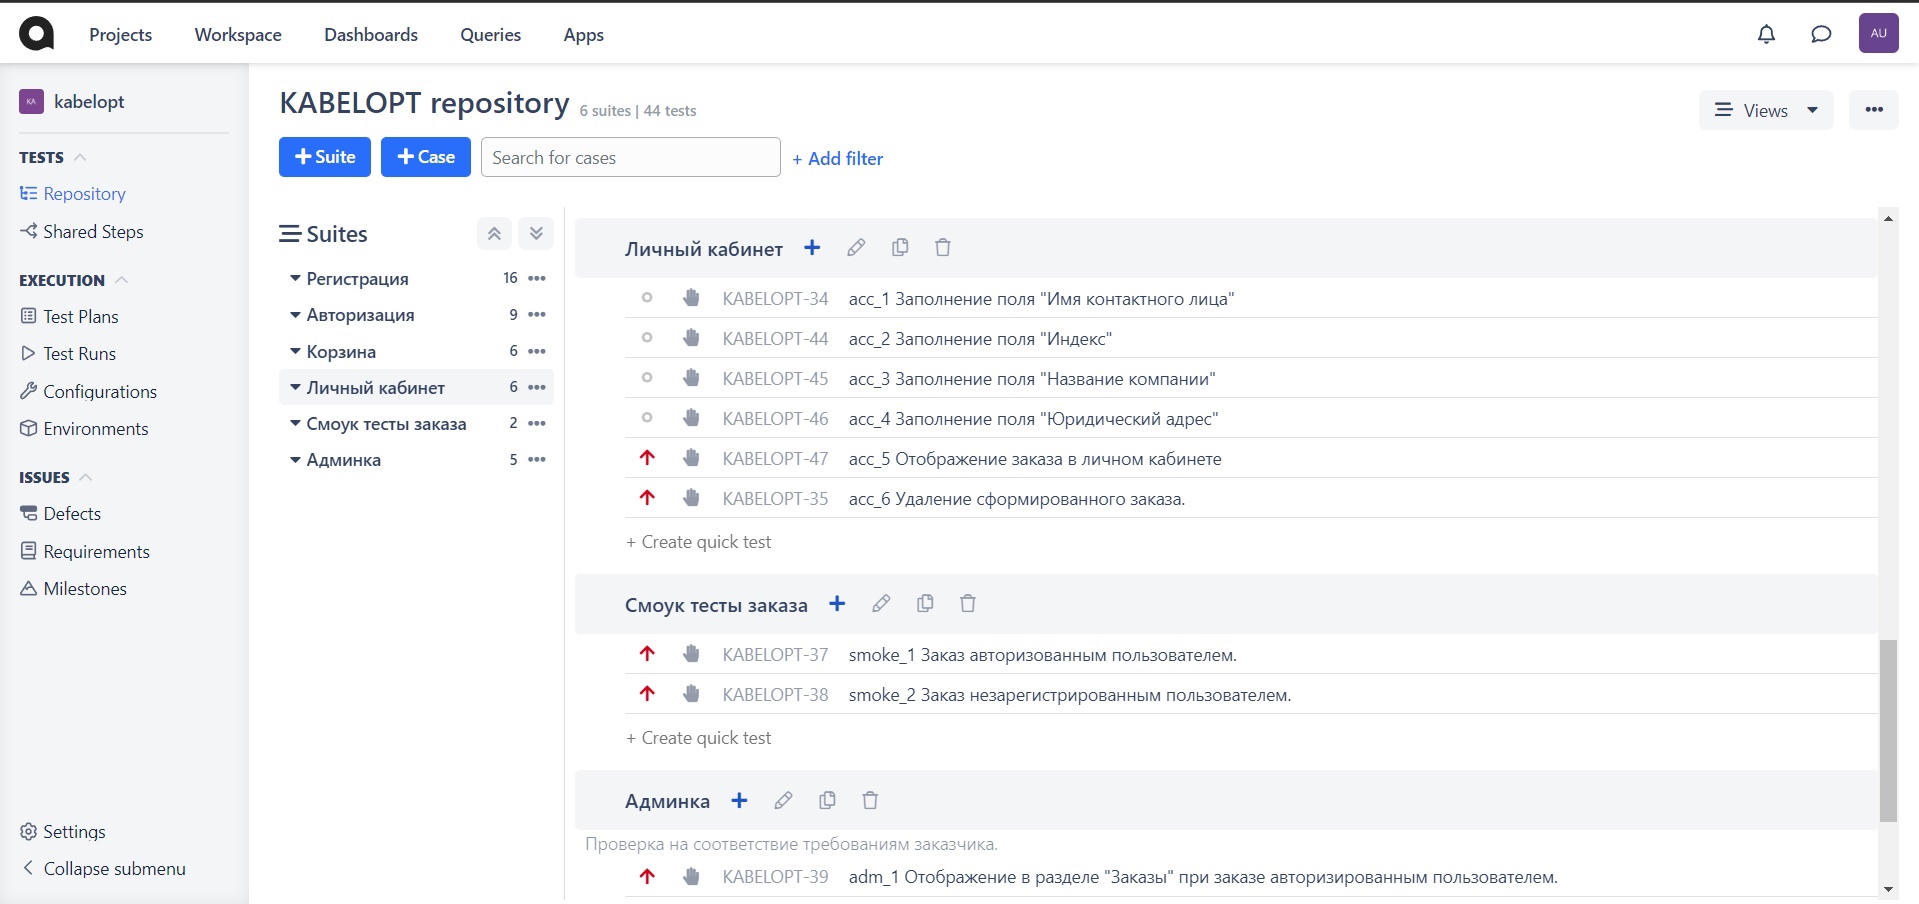 Projects Workspace Dashboards Queries Apps AU
KA kabelopt
TESTS
Repository
Shared Steps
EXECUTION
Test Plans
Test Runs
Configurations
Environments
ISSUES
Defects
Requirements
Milestones
Settings
Collapse submenu
KABELOPT repository 6 suites | 44 tests
Views
+ Suite + Case Search for cases + Add filter
Suites
Регистрация 16
Авторизация 9
Корзина 6
Личный кабинет 6
Смоук тесты заказа 2
Админка 5
Личный кабинет
KABELOPT-34 acc_1 Заполнение поля "Имя контактного лица"
KABELOPT-44 acc_2 Заполнение поля "Индекс"
KABELOPT-45 acc_3 Заполнение поля "Название компании"
KABELOPT-46 acc_4 Заполнение поля "Юридический адрес"
KABELOPT-47 acc_5 Отображение заказа в личном кабинете
KABELOPT-35 acc_6 Удаление сформированного заказа.
+ Create quick test
Смоук тесты заказа
KABELOPT-37 smoke_1 Заказ авторизованным пользователем.
KABELOPT-38 smoke_2 Заказ незарегистрированным пользователем.
+ Create quick test
Админка
Проверка на соответствие требованиям заказчика.
KABELOPT-39 adm_1 Отображение в разделе "Заказы" при заказе авторизированным пользователем.